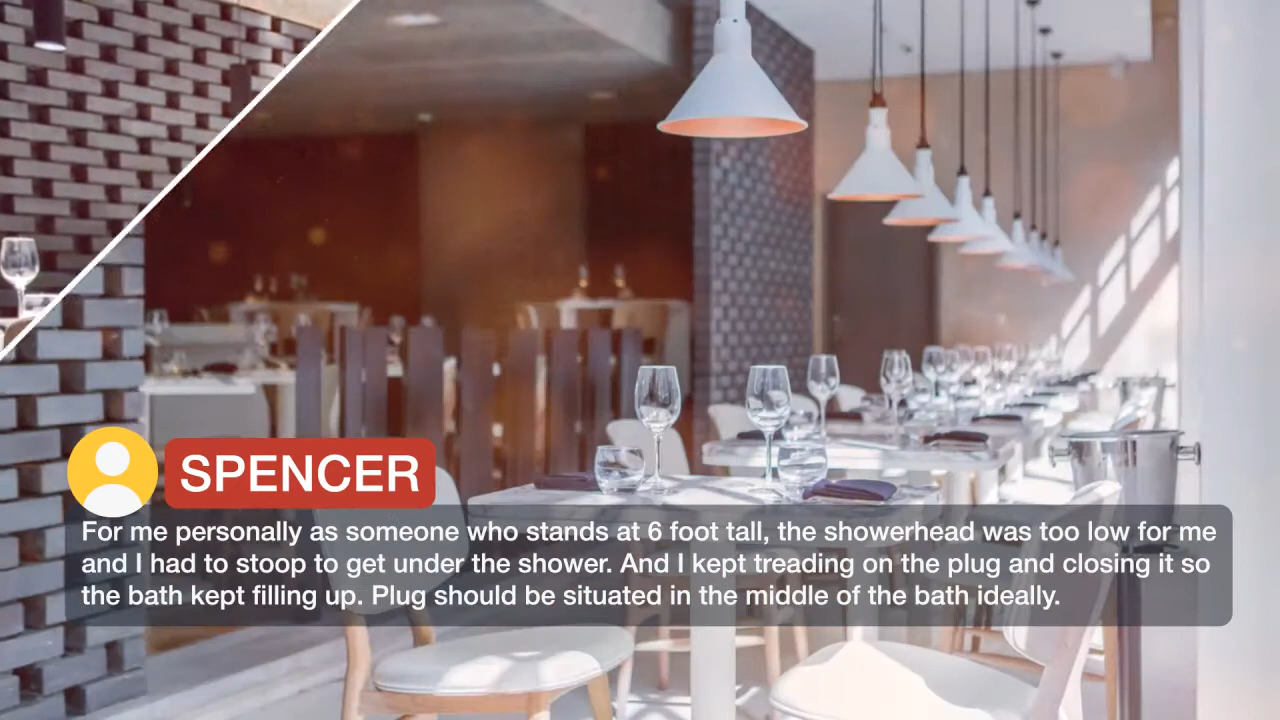 SPENCER
For me personally as someone who stands at 6 foot tall, the showerhead was too low for me
and I had to stoop to get under the shower. And I kept treading on the plug and closing it so
the bath kept filling up. Plug should be situated in the middle of the bath ideally.